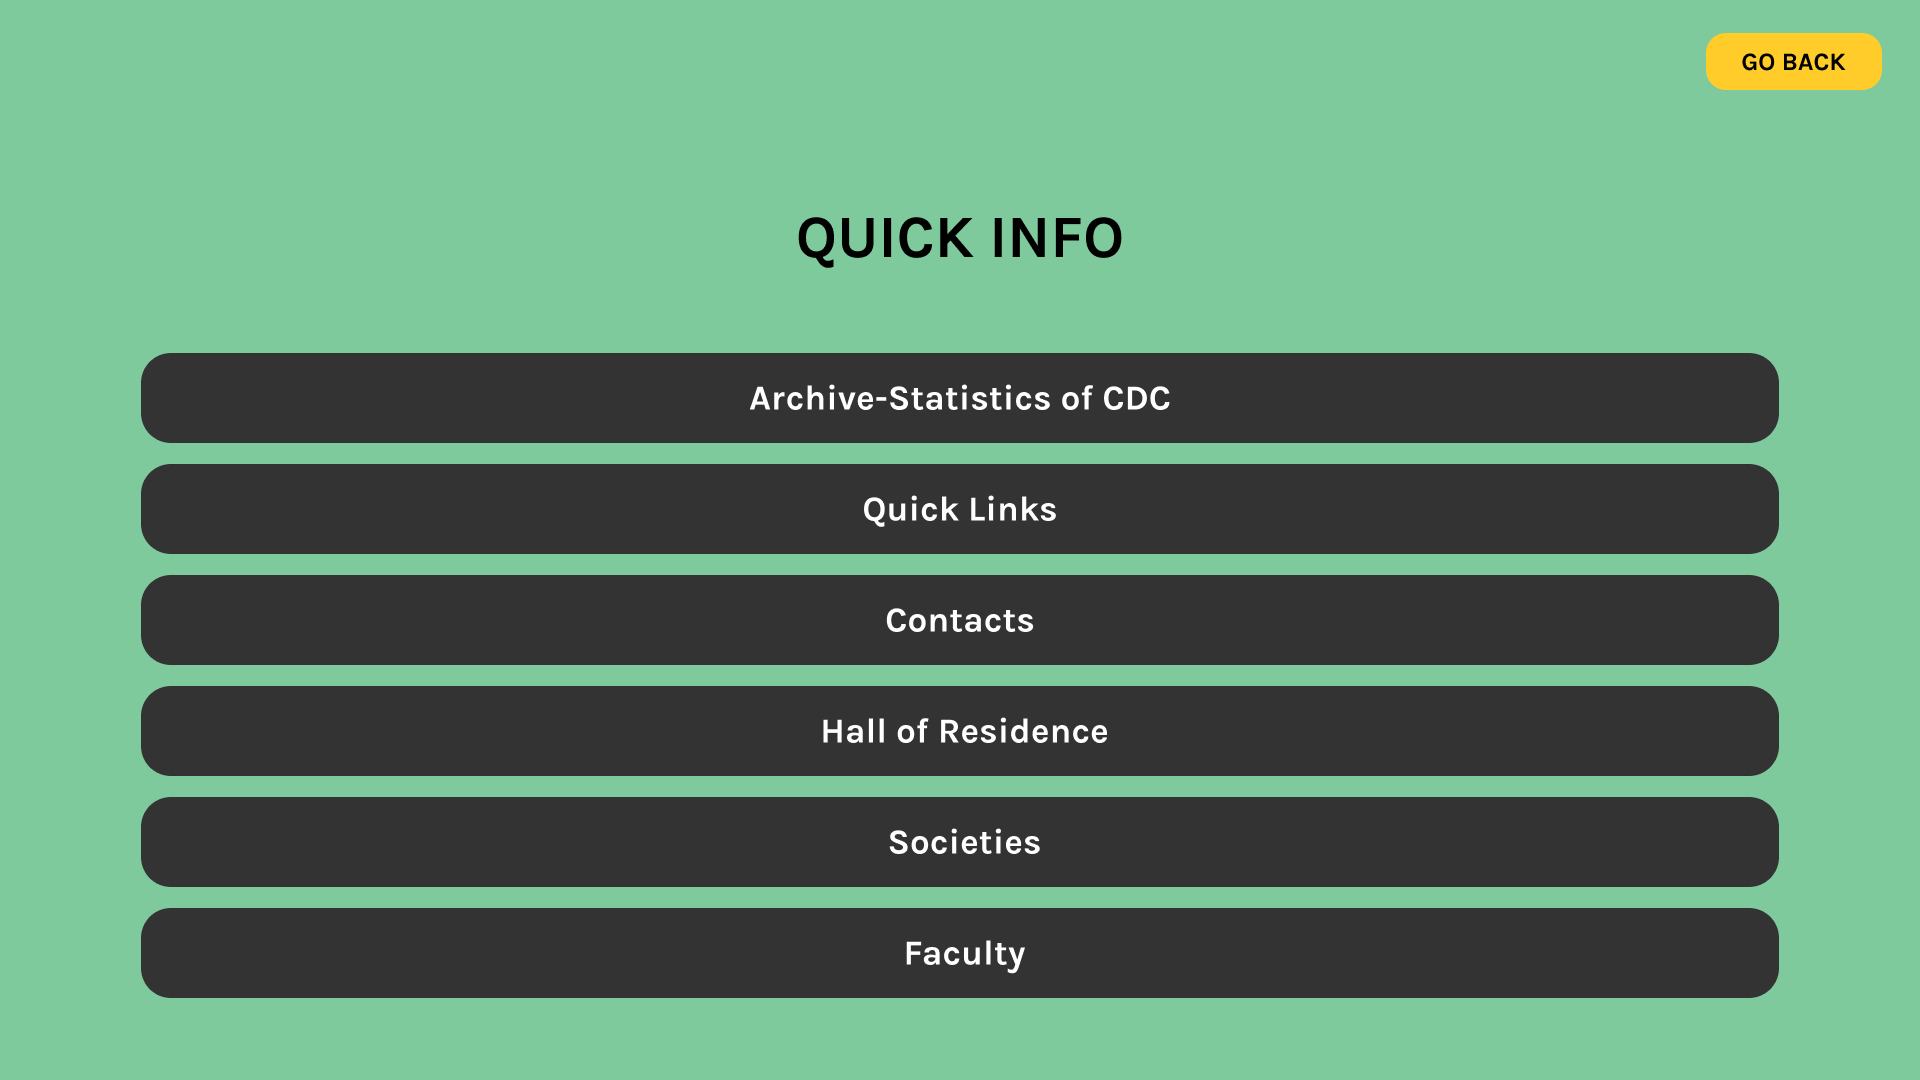 GO BACK
QUICK INFO
Archive-Statistics of CDC
Quick Links
Contacts
Hall of Residence
Societies
Faculty